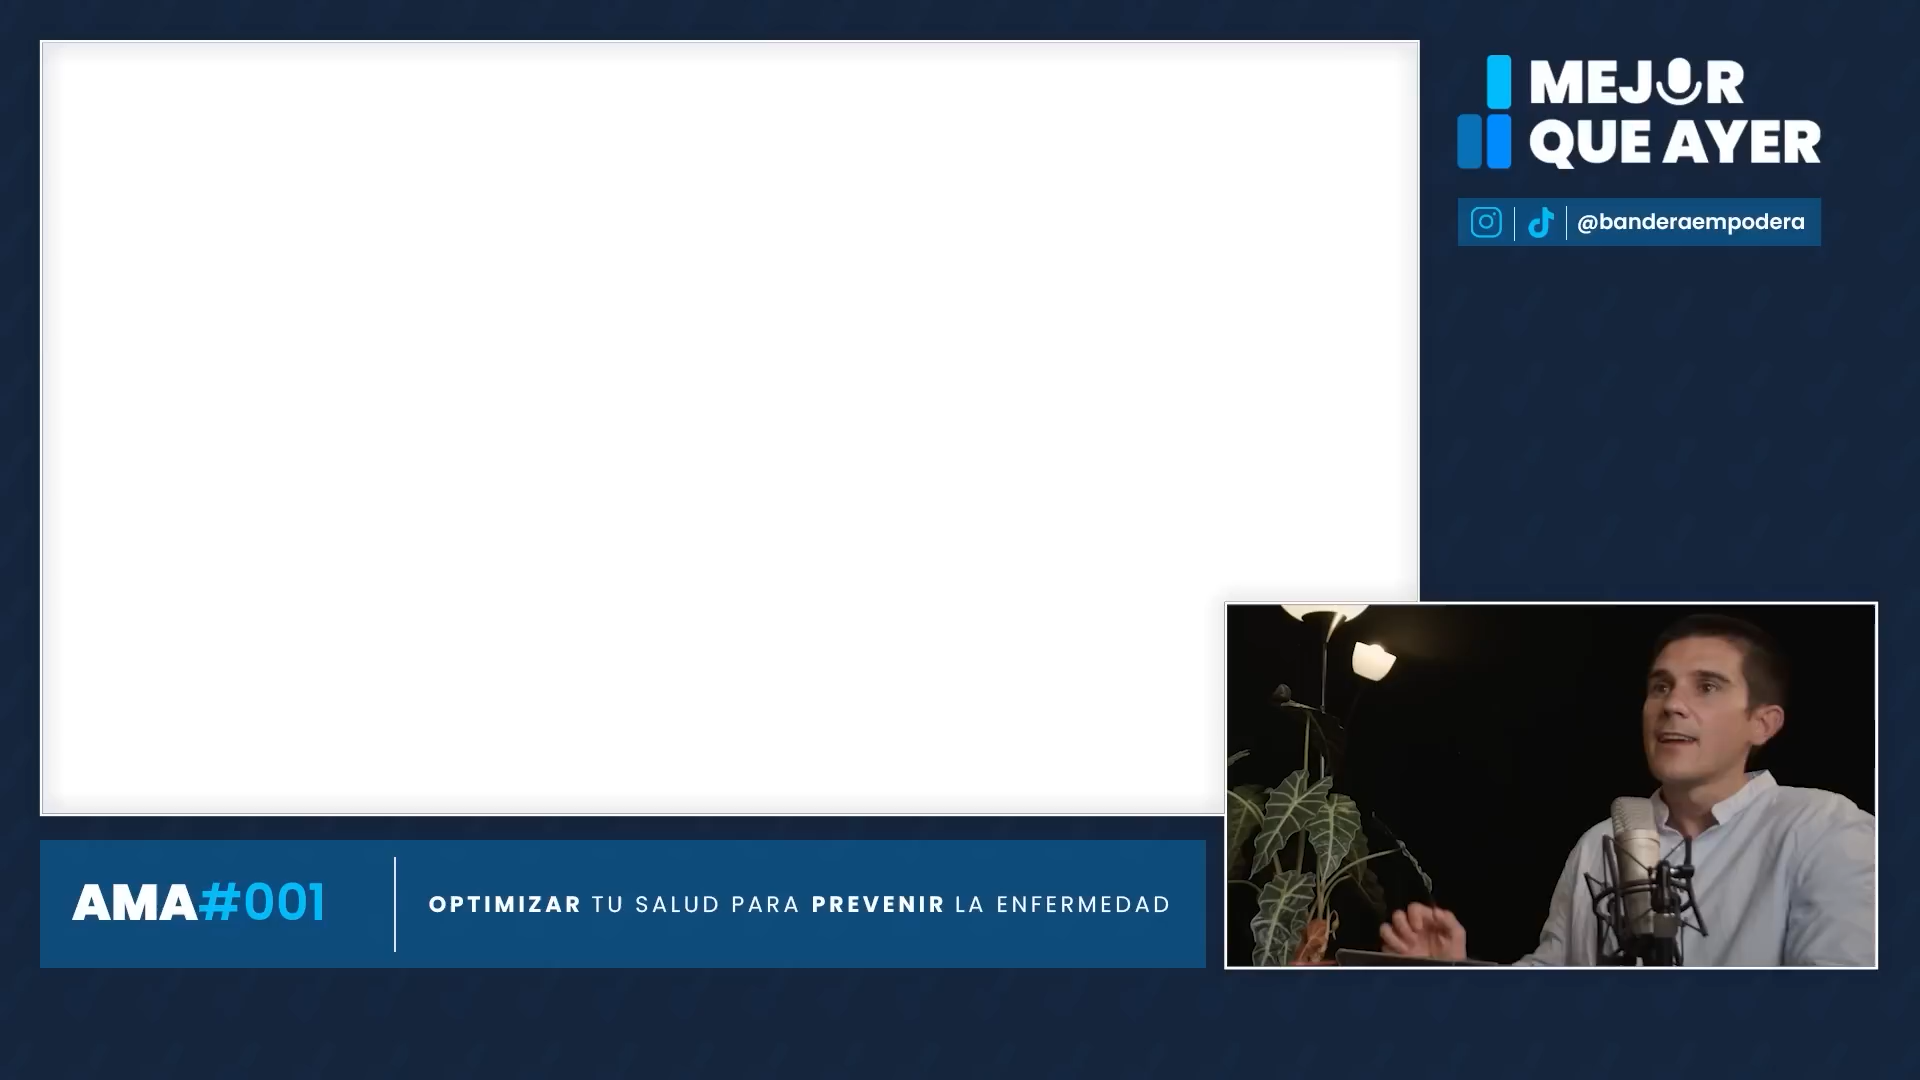 MEJOR
QUE AYER
@banderaempodera
AMA#001
OPTIMIZAR TU SALUD PARA PREVENIR LA ENFERMEDAD